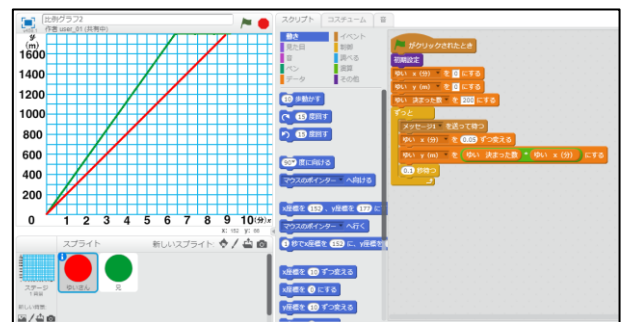 比例グラフ2
作者 user_01 (共有中)
y
(m)
1600
1400
1200
1000
800
600
400
200
0 1 2 3 4 5 6 7 8 9 10(分)x
スプライト 新しいスプライト:
ステージ
ゆいさん
兄
スクリプト コスチューム 音
動き
イベント
見た目
制御
音
調べる
ペン
演算
データ
その他
10 歩動かす
15 度回す
15 度回す
90▼ 度に向ける
マウスのポインター へ向ける
x座標を 152 、y座標を 177 に
マウスのポインター へ行く
1 秒でx座標を 152 に、y座標を
x座標を 10 ずつ変える
x座標を 0 にする
y座標を 10 ずつ変える
がクリックされたとき
初期設定
ゆい x (分) を 0 にする
ゆい y (m) を 0 にする
ゆい 決まった数 を 200 にする
ずっと
メッセージ1 を送って待つ
ゆい x (分) を 0.05 ずつ変える
ゆい y (m) を ゆい 決まった数 * ゆい x (分) にする
0.1 秒待つ